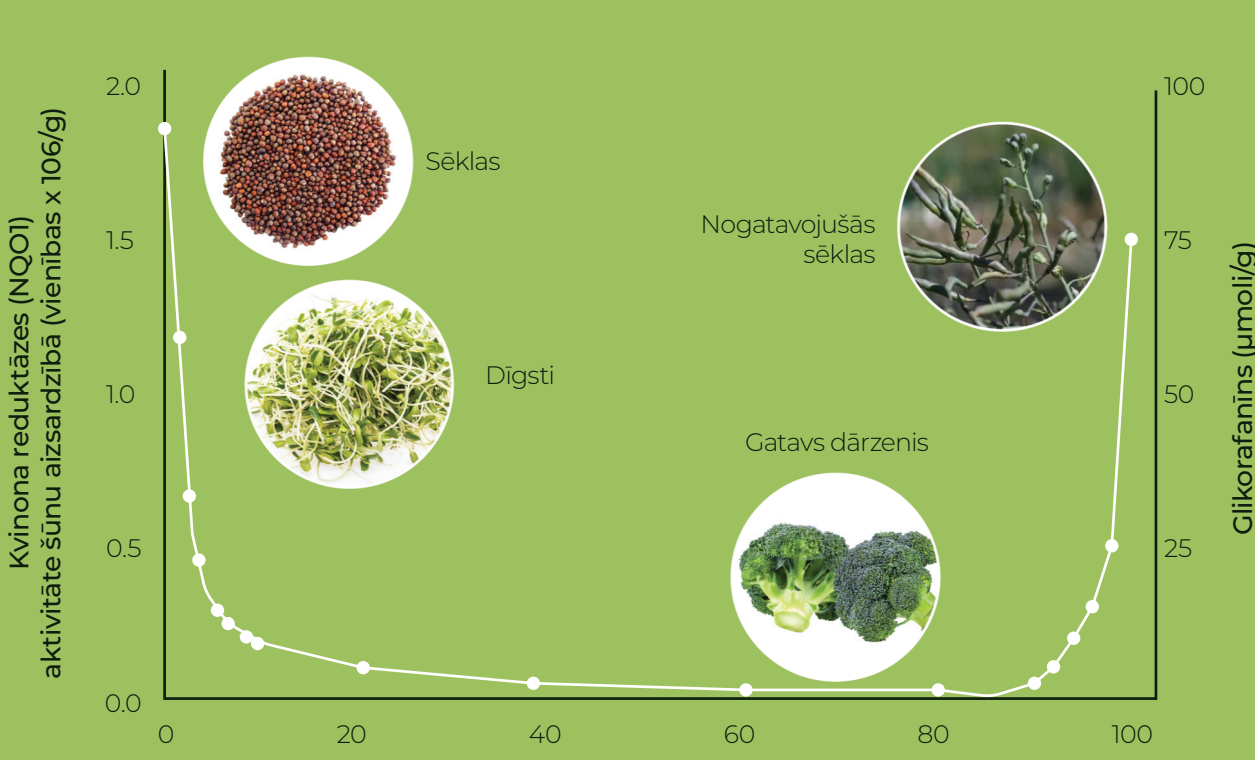 Kvinona reduktāzes (NQO1)
aktivitāte šūnu aizsardzībā (vienības x 106/g)
2.0
1.5
1.0
0.5
0.0
Sēklas
Dīgsti
Nogatavojušās
sēklas
Gatavs dārzenis
100
75
50
25
Glikorafanīns (µmoli/g)
0
20
40
60
80
100